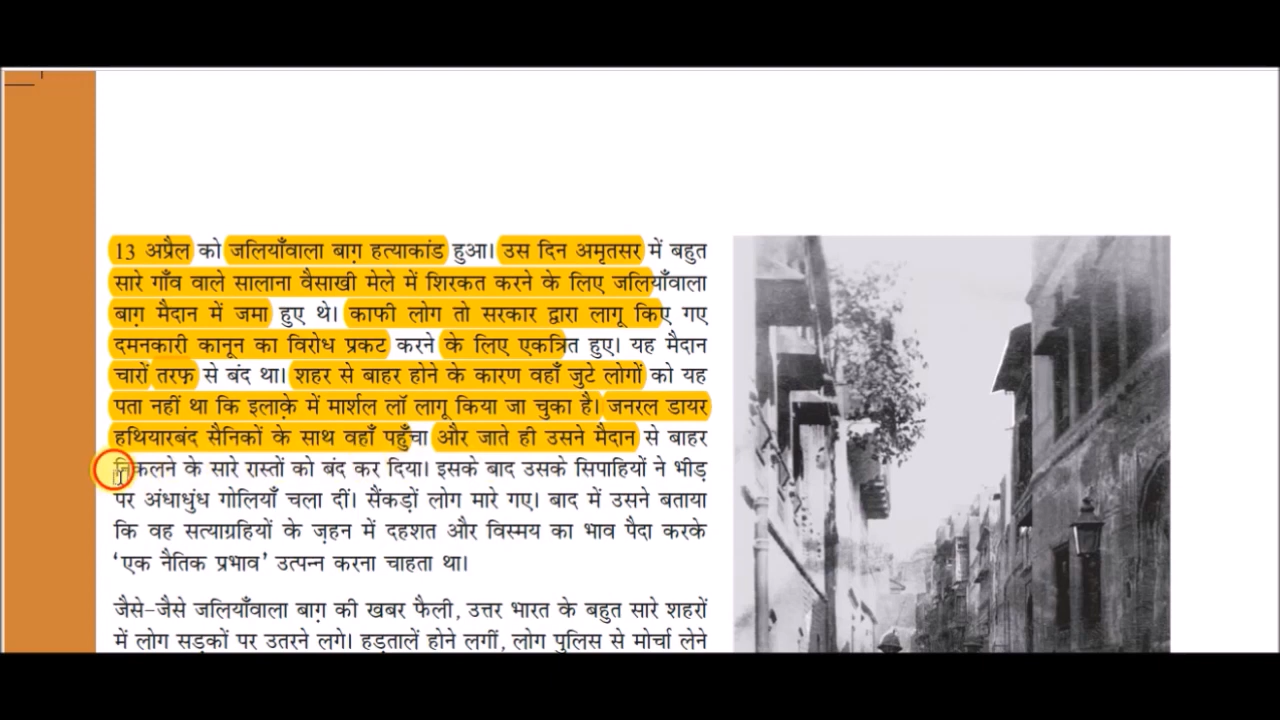 13 अप्रैल को जलियाँवाला बाग़ हत्याकांड हुआ। उस दिन अमृतसर में बहुत
सारे गाँव वाले सालाना वैसाखी मेले में शिरकत करने के लिए जलियाँवाला
बाग़ मैदान में जमा हुए थे। काफी लोग तो सरकार द्वारा लागू किए गए
दमनकारी कानून का विरोध प्रकट करने के लिए एकत्रित हुए। यह मैदान
चारों तरफ से बंद था। शहर से बाहर होने के कारण वहाँ जुटे लोगों को यह
पता नहीं था कि इलाक़े में मार्शल लॉ लागू किया जा चुका है। जनरल डायर
हथियारबंद सैनिकों के साथ वहाँ पहुँचा और जाते ही उसने मैदान से बाहर
निकलने के सारे रास्तों को बंद कर दिया। इसके बाद उसके सिपाहियों ने भीड़
पर अंधाधुंध गोलियाँ चला दीं। सैंकड़ों लोग मारे गए। बाद में उसने बताया
कि वह सत्याग्रहियों के ज़हन में दहशत और विस्मय का भाव पैदा करके
‘एक नैतिक प्रभाव’ उत्पन्न करना चाहता था।
जैसे-जैसे जलियाँवाला बाग़ की खबर फैली, उत्तर भारत के बहुत सारे शहरों
में लोग सड़कों पर उतरने लगे। हड़तालें होने लगीं, लोग पुलिस से मोर्चा लेने